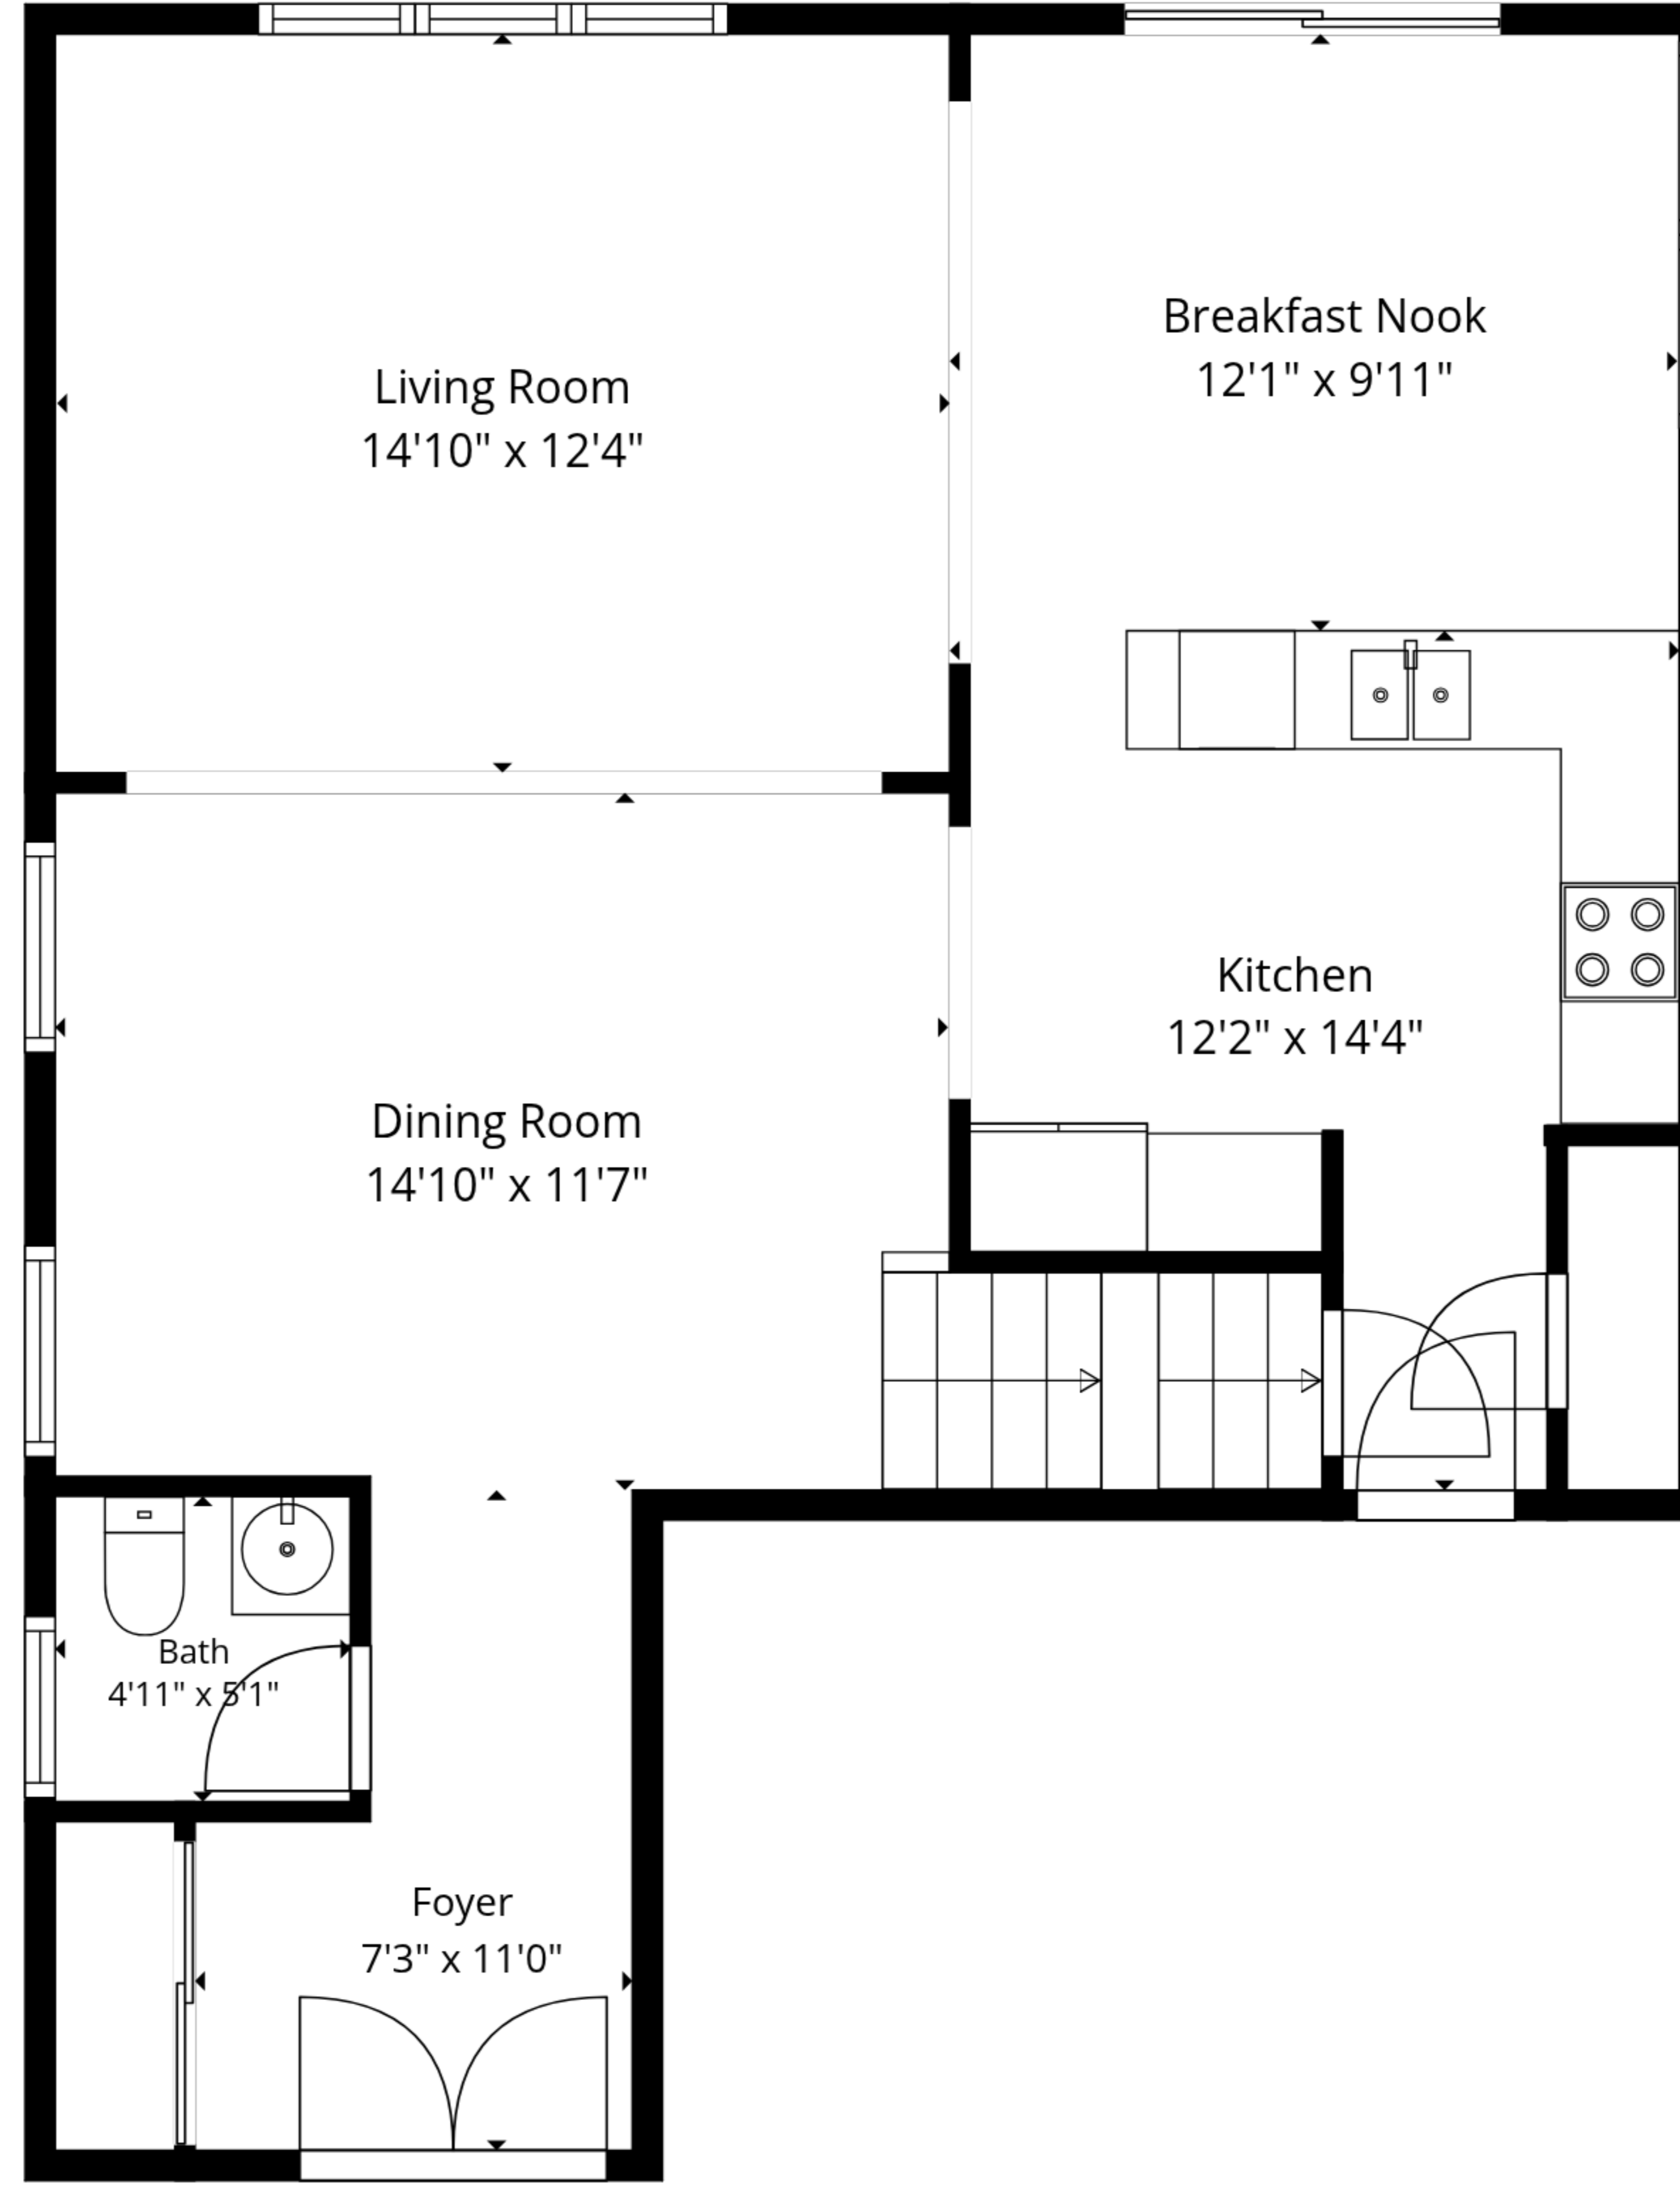 Breakfast Nook
12'1" x 9'11"
Living Room
14'10" x 12'4"
Kitchen
12'2" x 14'4"
Dining Room
14'10" x 11'7"
Bath
4'11" x 5'1"
Foyer
7'3" x 11'0"